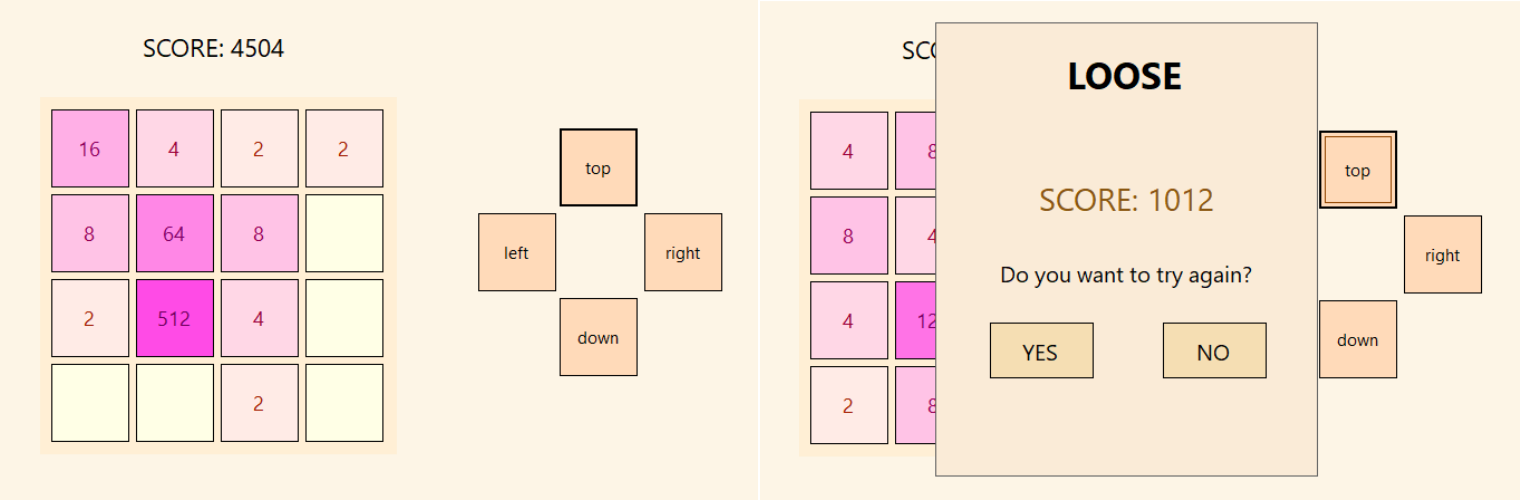 SCORE: 4504
16 4 2 2
8 64 8
2 512 4
2
top
left right
down
SC
4 8
8 4
4 12
2 8
LOOSE
SCORE: 1012
Do you want to try again?
YES NO
top
right
down